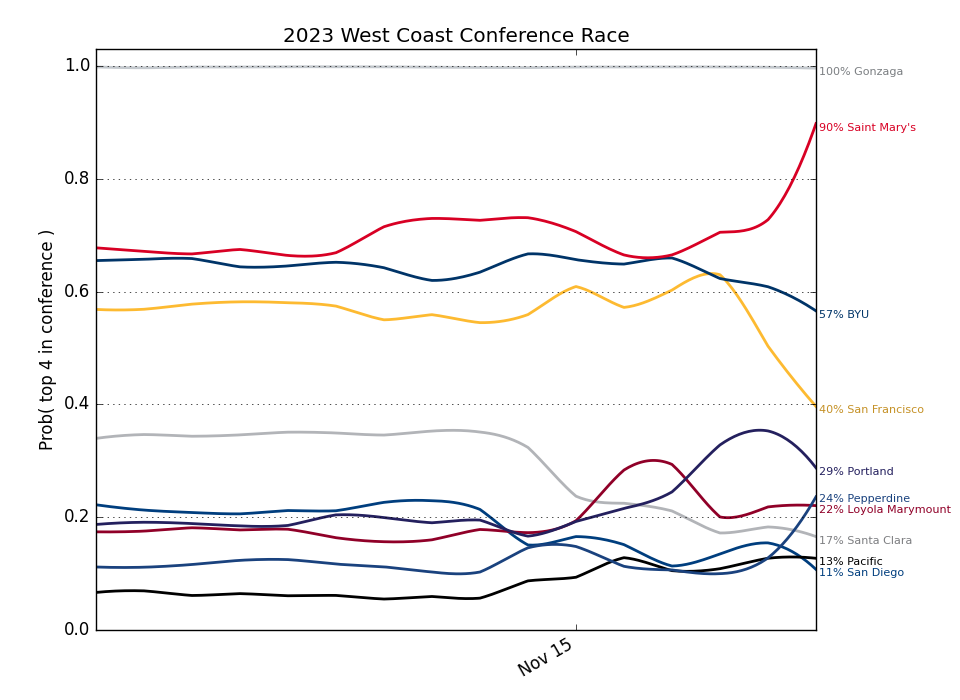 2023 West Coast Conference Race
Prob( top 4 in conference )
1.0
0.8
0.6
0.4
0.2
0.0
Nov 15
100% Gonzaga
90% Saint Mary's
57% BYU
40% San Francisco
29% Portland
24% Pepperdine
22% Loyola Marymount
17% Santa Clara
13% Pacific
11% San Diego